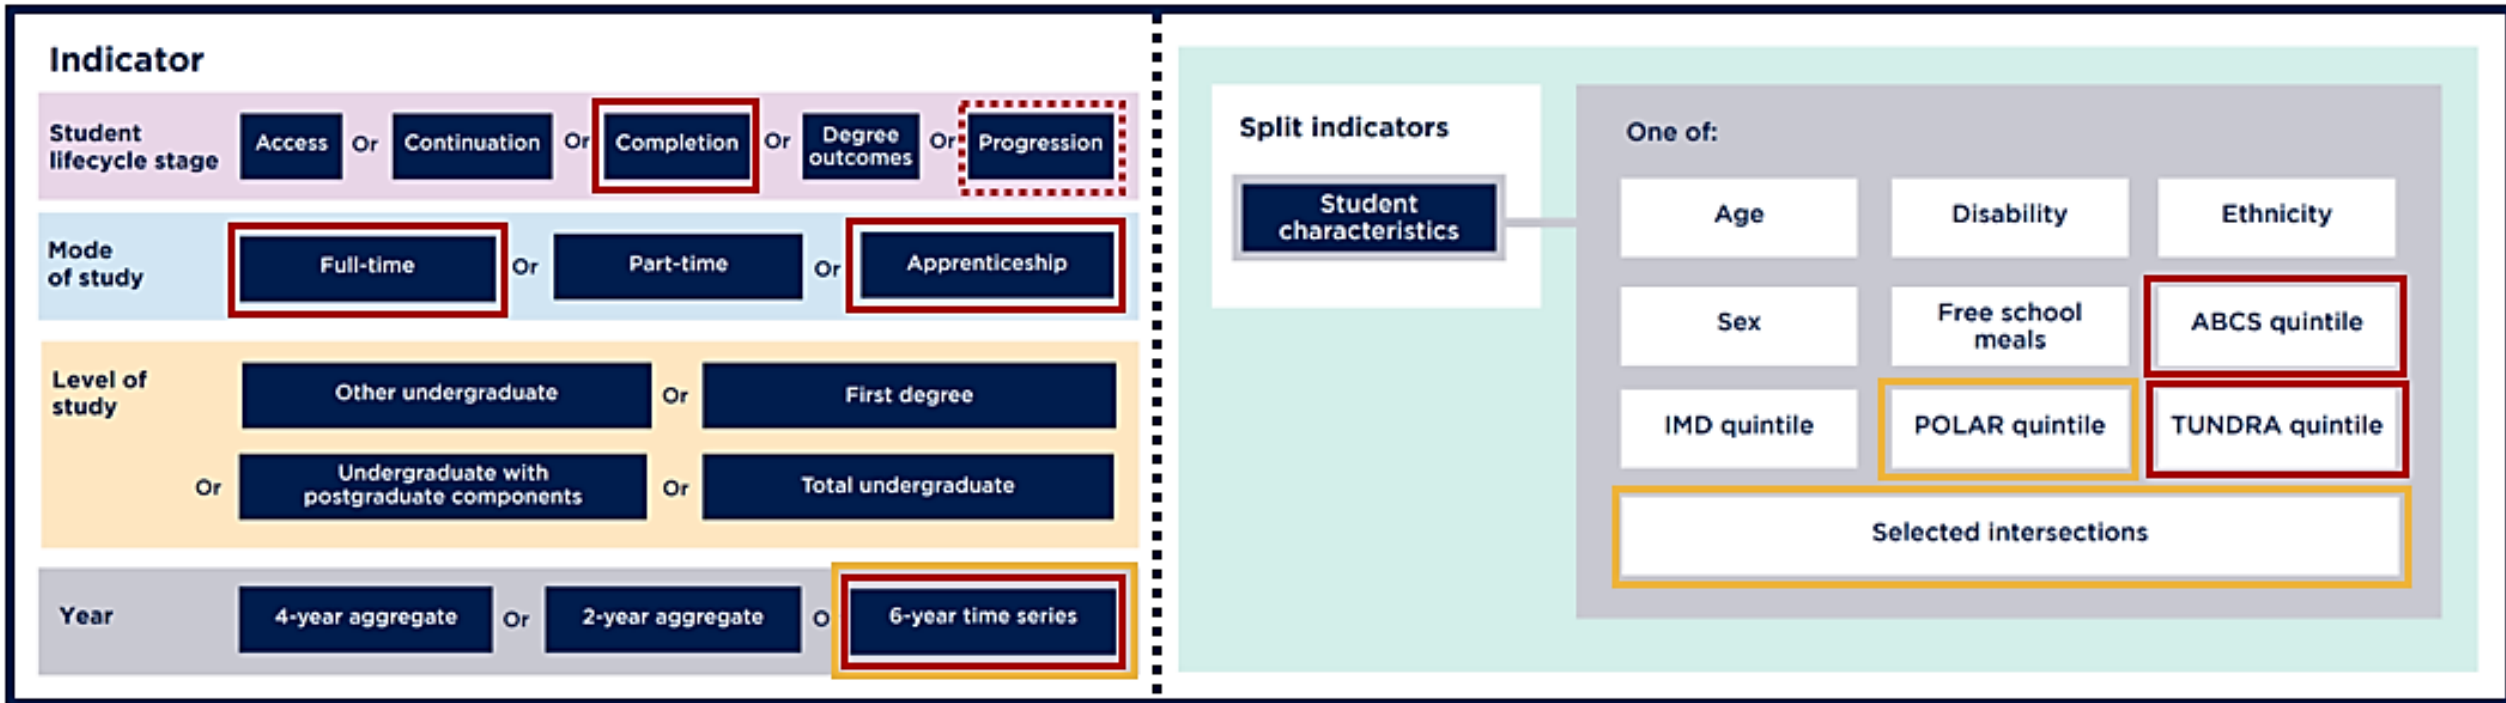 Indicator
Student
lifecycle stage
Access
Or
Continuation
Or
Completion
Or
Degree
outcomes
Or
Progression
Mode
of study
Full-time
Or
Part-time
Or
Apprenticeship
Level of
study
Other undergraduate
Or
First degree
Or
Undergraduate with
postgraduate components
Or
Total undergraduate
Year
4-year aggregate
Or
2-year aggregate
O
6-year time series
Split indicators
Student
characteristics
One of:
Age
Disability
Ethnicity
Sex
Free school
meals
ABCS quintile
IMD quintile
POLAR quintile
TUNDRA quintile
Selected intersections